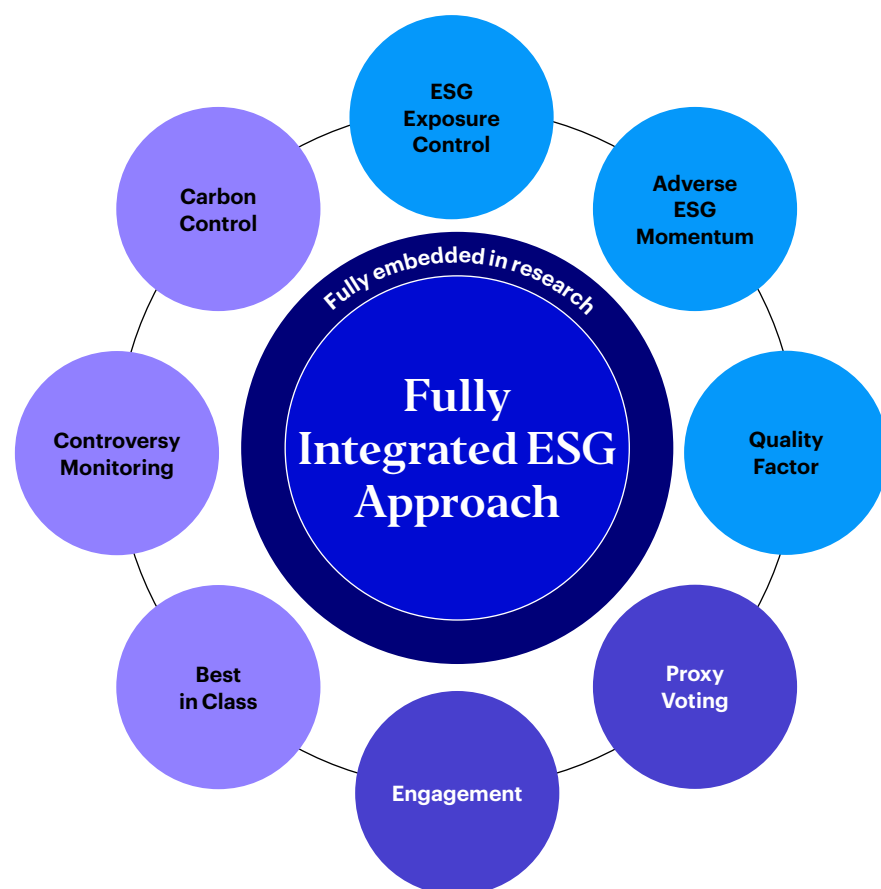 ESG
Exposure
Control
Adverse
ESG
Momentum
Quality
Factor
Proxy
Voting
Engagement
Best
in Class
Controversy
Monitoring
Carbon
Control
Fully embedded in research
Fully
Integrated ESG
Approach